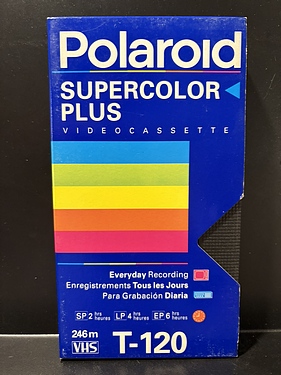 Polaroid
SUPERCOLOR
PLUS
VIDEOCASSETTE
Everyday Recording
Enregistrements Tous les Jours
Para Grabación Diaria
SP 2 hrs heures LP 4 hrs heures EP 6 hrs heures
246 m
VHS T-120